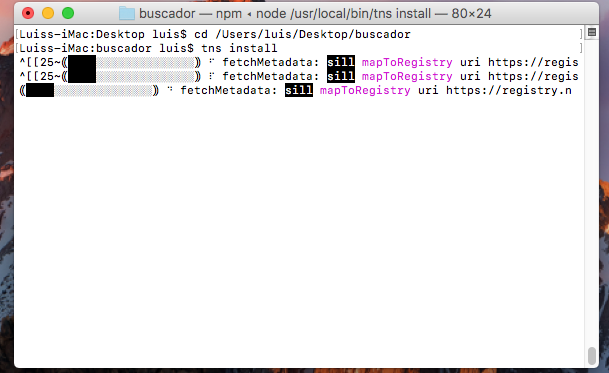 buscador — npm ◂ node /usr/local/bin/tns install — 80×24
[Luiss-iMac:Desktop luis$ cd /Users/luis/Desktop/buscador ]
[Luiss-iMac:buscador luis$ tns install ]
^[[25~⸨████░░░░░░░░░░░░░░⸩ ⠋ fetchMetadata: sill mapToRegistry uri https://regis
^[[25~⸨████░░░░░░░░░░░░░░⸩ ⠏ fetchMetadata: sill mapToRegistry uri https://regis
⸨████░░░░░░░░░░░░░░⸩ ⠙ fetchMetadata: sill mapToRegistry uri https://registry.n